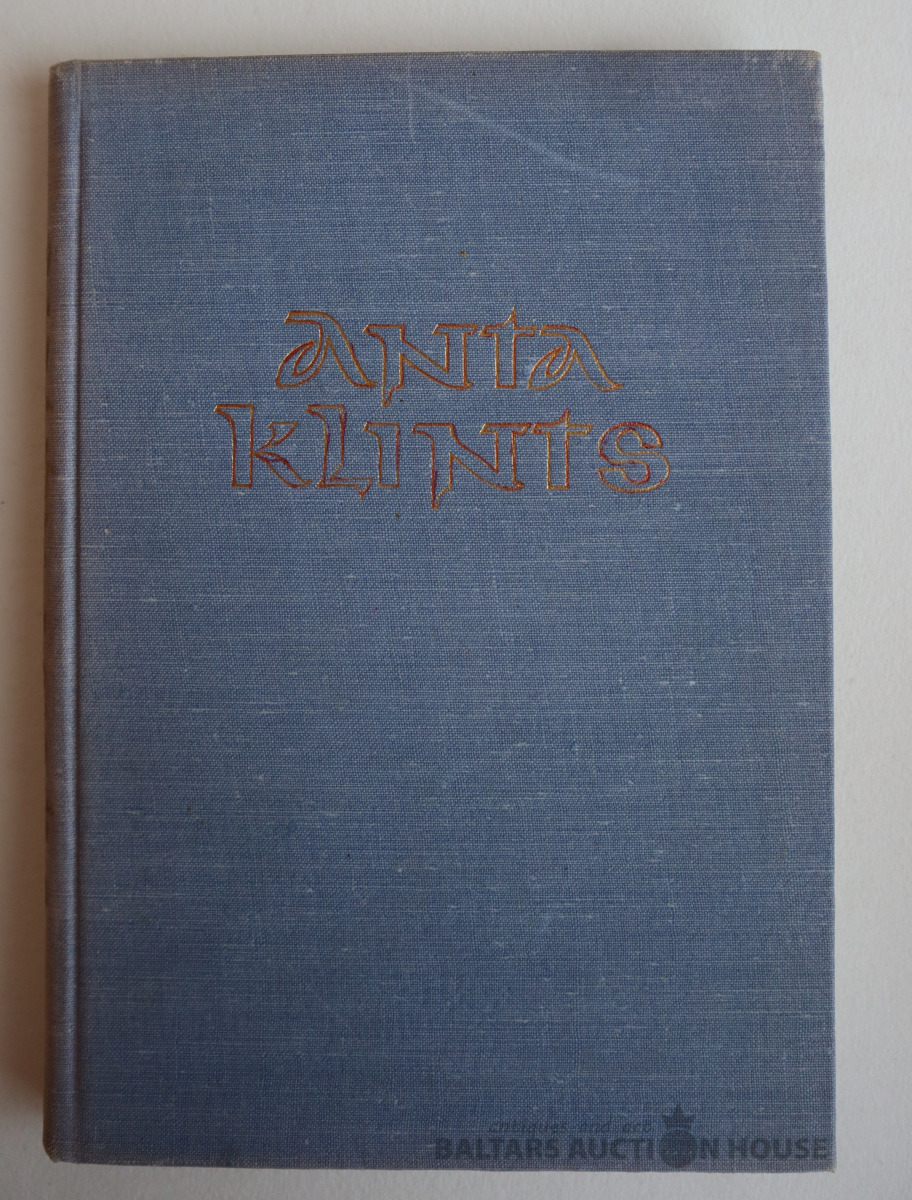 ANTA
KLINTS
antiques and art
BALTARS AUCTION HOUSE